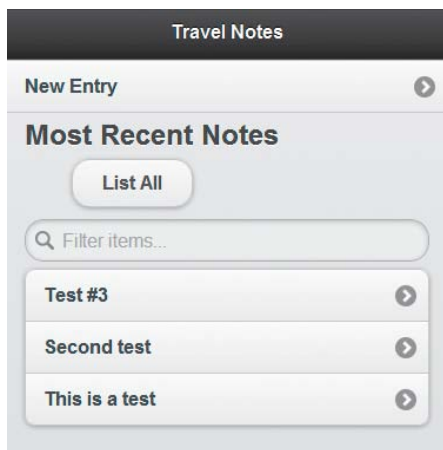 Travel Notes
New Entry
Most Recent Notes
List All
Filter items...
Test #3
Second test
This is a test